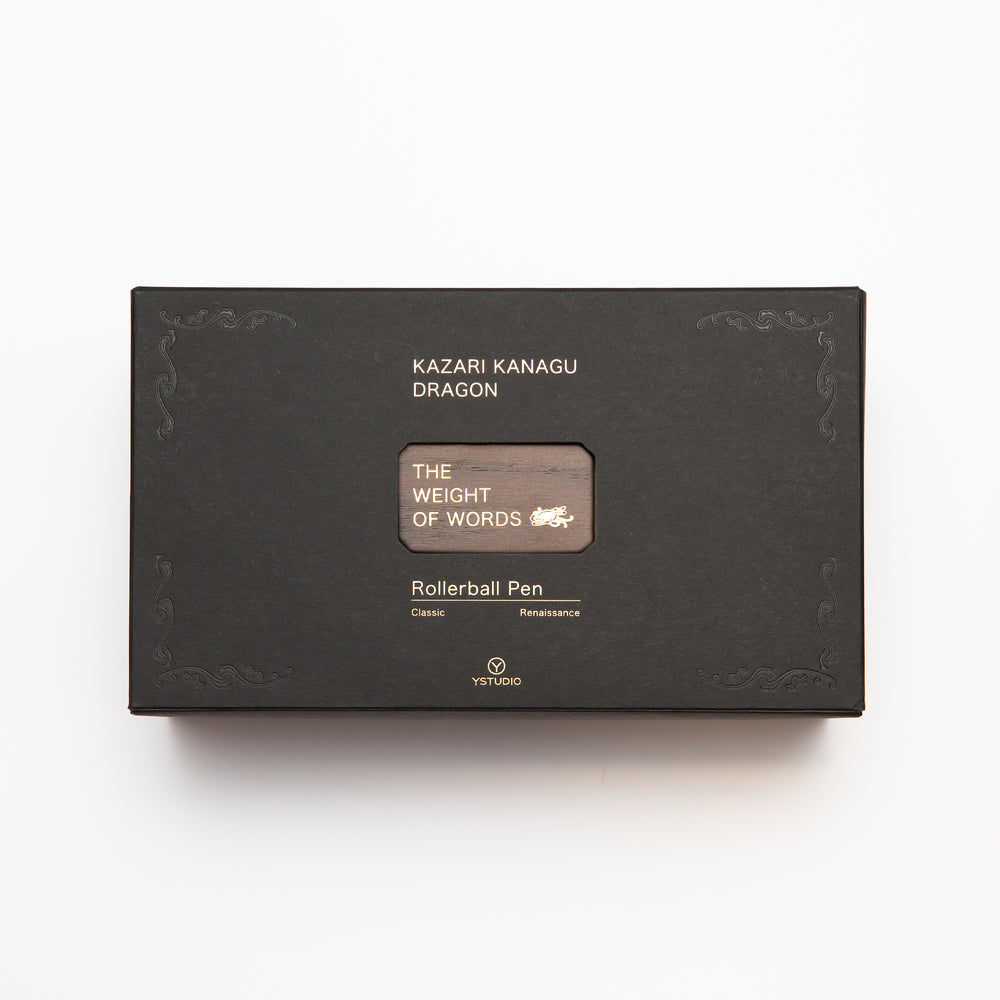 KAZARI KANAGU
DRAGON
THE
WEIGHT
OF WORDS
Rollerball Pen
Classic Renaissance
Y
YSTUDIO